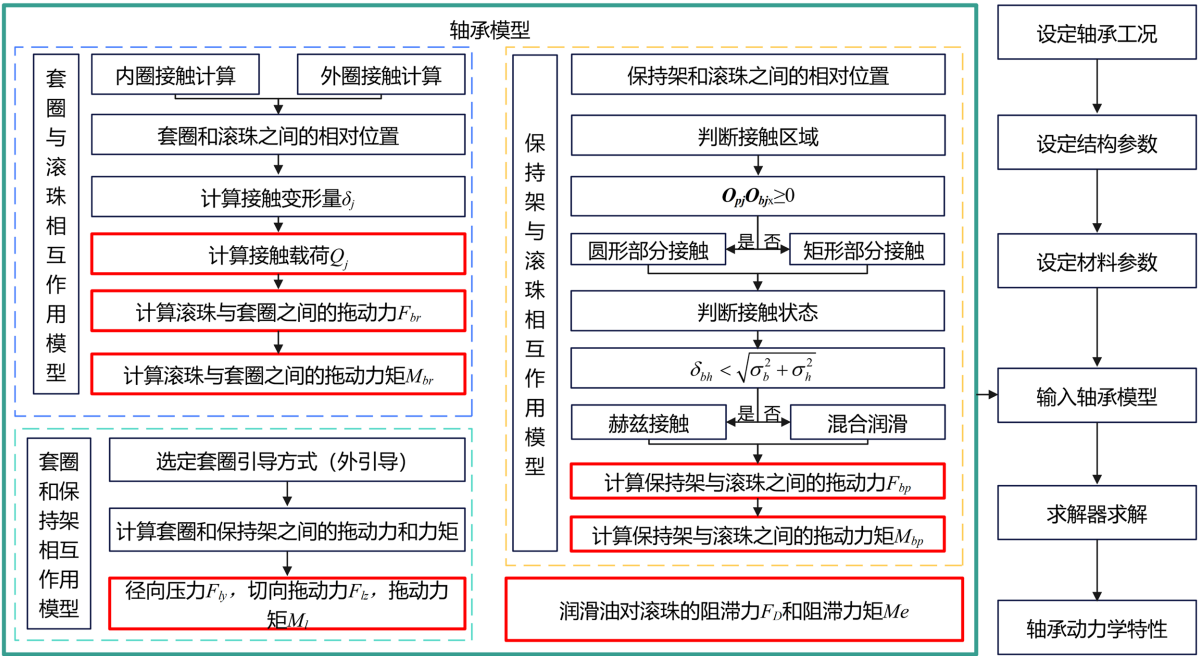 轴承模型
套圈与滚珠相互作用模型
内圈接触计算
外圈接触计算
套圈和滚珠之间的相对位置
计算接触变形量δj
计算接触载荷Qj
计算滚珠与套圈之间的拖动力Fbr
计算滚珠与套圈之间的拖动力矩Mbr
套圈
和保
持架
相互
作用
模型
选定套圈引导方式（外引导）
计算套圈和保持架之间的拖动力和力矩
径向压力Fly，切向拖动力Flz，拖动力
矩Ml
保持架与滚珠相互作用模型
保持架和滚珠之间的相对位置
判断接触区域
OpjObjx≥0
是 否
圆形部分接触
矩形部分接触
判断接触状态
δbh < √(σb² + σh²)
是 否
赫兹接触
混合润滑
计算保持架与滚珠之间的拖动力Fbp
计算保持架与滚珠之间的拖动力矩Mbp
润滑油对滚珠的阻滞力FD和阻滞力矩Me
设定轴承工况
设定结构参数
设定材料参数
输入轴承模型
求解器求解
轴承动力学特性